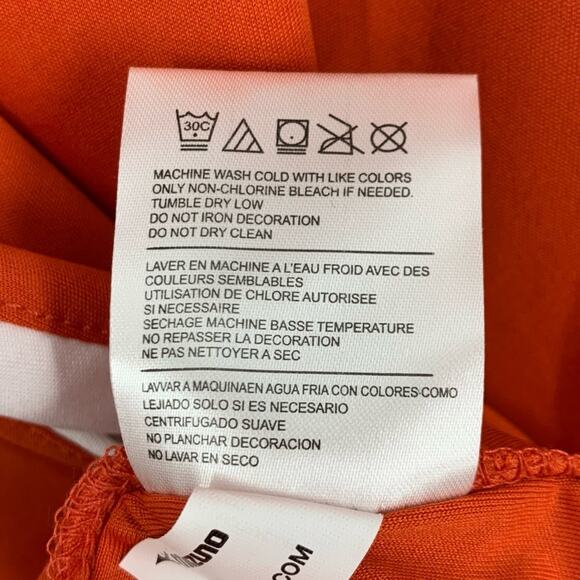 30C
MACHINE WASH COLD WITH LIKE COLORS
ONLY NON-CHLORINE BLEACH IF NEEDED.
TUMBLE DRY LOW
DO NOT IRON DECORATION
DO NOT DRY CLEAN
LAVER EN MACHINE A L'EAU FROID AVEC DES
COULEURS SEMBLABLES
UTILISATION DE CHLORE AUTORISEE
SI NECESSAIRE
SECHAGE MACHINE BASSE TEMPERATURE
NO REPASSER LA DECORATION
NE PAS NETTOYER A SEC
LAVVAR A MAQUINAEN AGUA FRIA CON COLORES COMO
LEJIADO SOLO SI ES NECESARIO
CENTRIFUGADO SUAVE
NO PLANCHAR DECORACION
NO LAVAR EN SECO
.COM